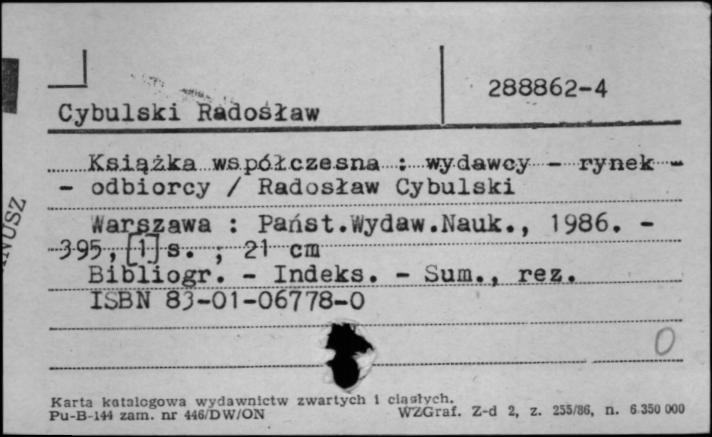 288862-4
Cybulski Radosław
Książka współczesna : wydawcy - rynek -
- odbiorcy / Radosław Cybulski
Warszawa : Państ.Wydaw.Nauk., 1986. -
395, [1] s. ; 21 cm
Bibliogr. - Indeks. - Sum., rez.
ISBN 83-01-06778-0
0
Karta katalogowa wydawnictw zwartych i ciągłych.
Pu-B-144 zam. nr 446/DW/ON WZGraf. Z-d 2, z. 255/86, n. 6 350 000